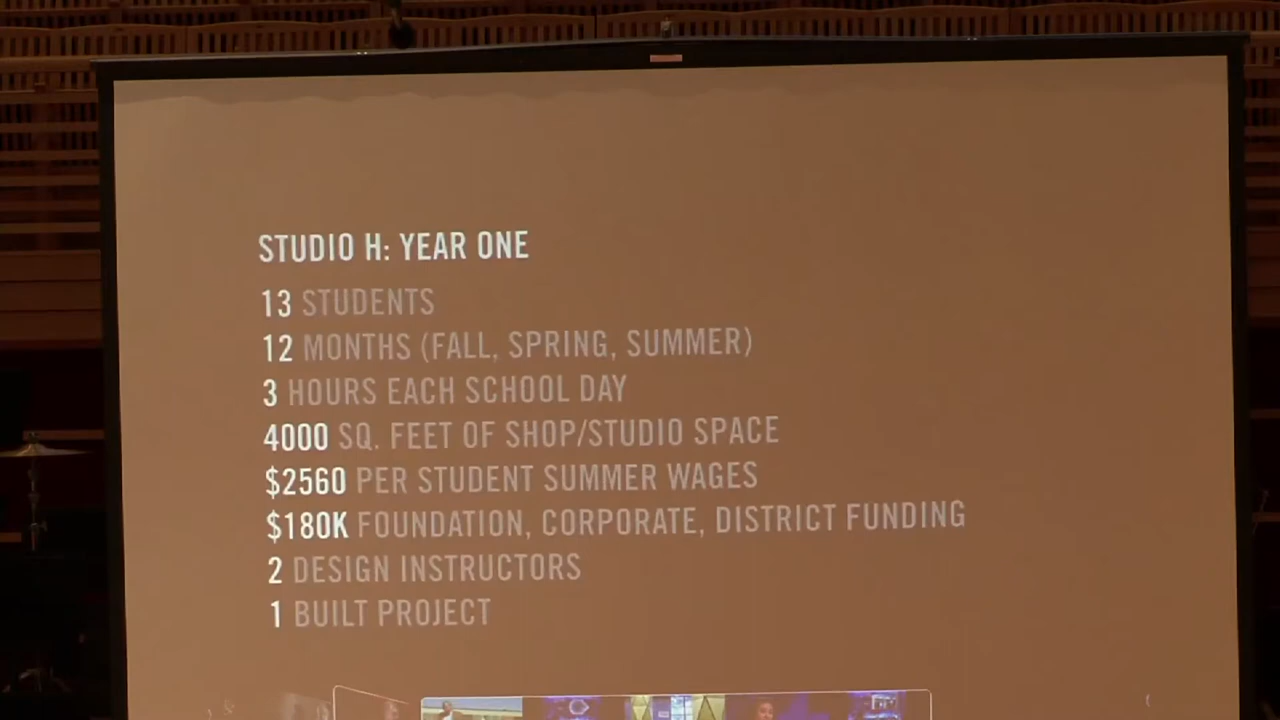 STUDIO H: YEAR ONE
13 STUDENTS
12 MONTHS (FALL, SPRING, SUMMER)
3 HOURS EACH SCHOOL DAY
4000 SQ. FEET OF SHOP/STUDIO SPACE
$2560 PER STUDENT SUMMER WAGES
$180K FOUNDATION, CORPORATE, DISTRICT FUNDING
2 DESIGN INSTRUCTORS
1 BUILT PROJECT